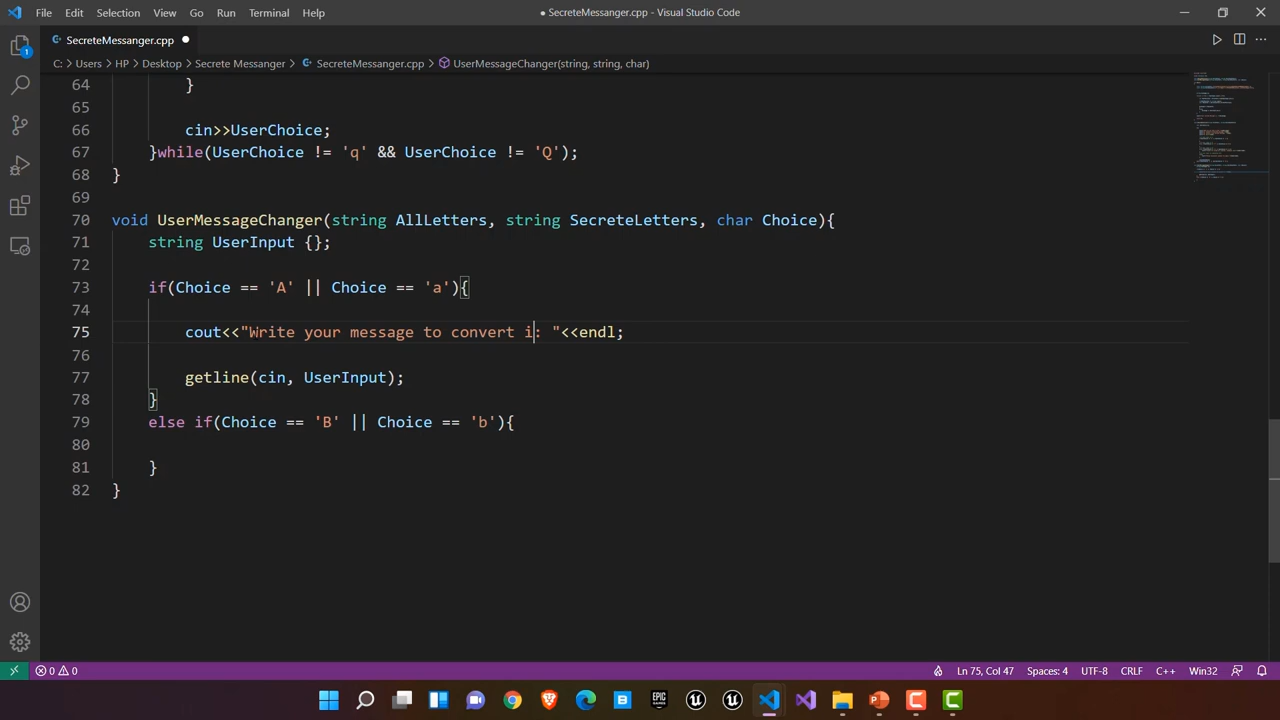 File Edit Selection View Go Run Terminal Help
● SecreteMessanger.cpp - Visual Studio Code
SecreteMessanger.cpp ●
C: > Users > HP > Desktop > Secrete Messanger > SecreteMessanger.cpp > UserMessageChanger(string, string, char)
64 }
65
66 cin>>UserChoice;
67 }while(UserChoice != 'q' && UserChoice 'Q');
68 }
69
70 void UserMessageChanger(string AllLetters, string SecreteLetters, char Choice){
71 string UserInput {};
72
73 if(Choice == 'A' || Choice == 'a'){
74
75 cout<<"Write your message to convert i: "<<endl;
76
77 getline(cin, UserInput);
78 }
79 else if(Choice == 'B' || Choice == 'b'){
80
81 }
82 }
1
0 0 Ln 75, Col 47 Spaces: 4 UTF-8 CRLF C++ Win32
EPIC GAMES